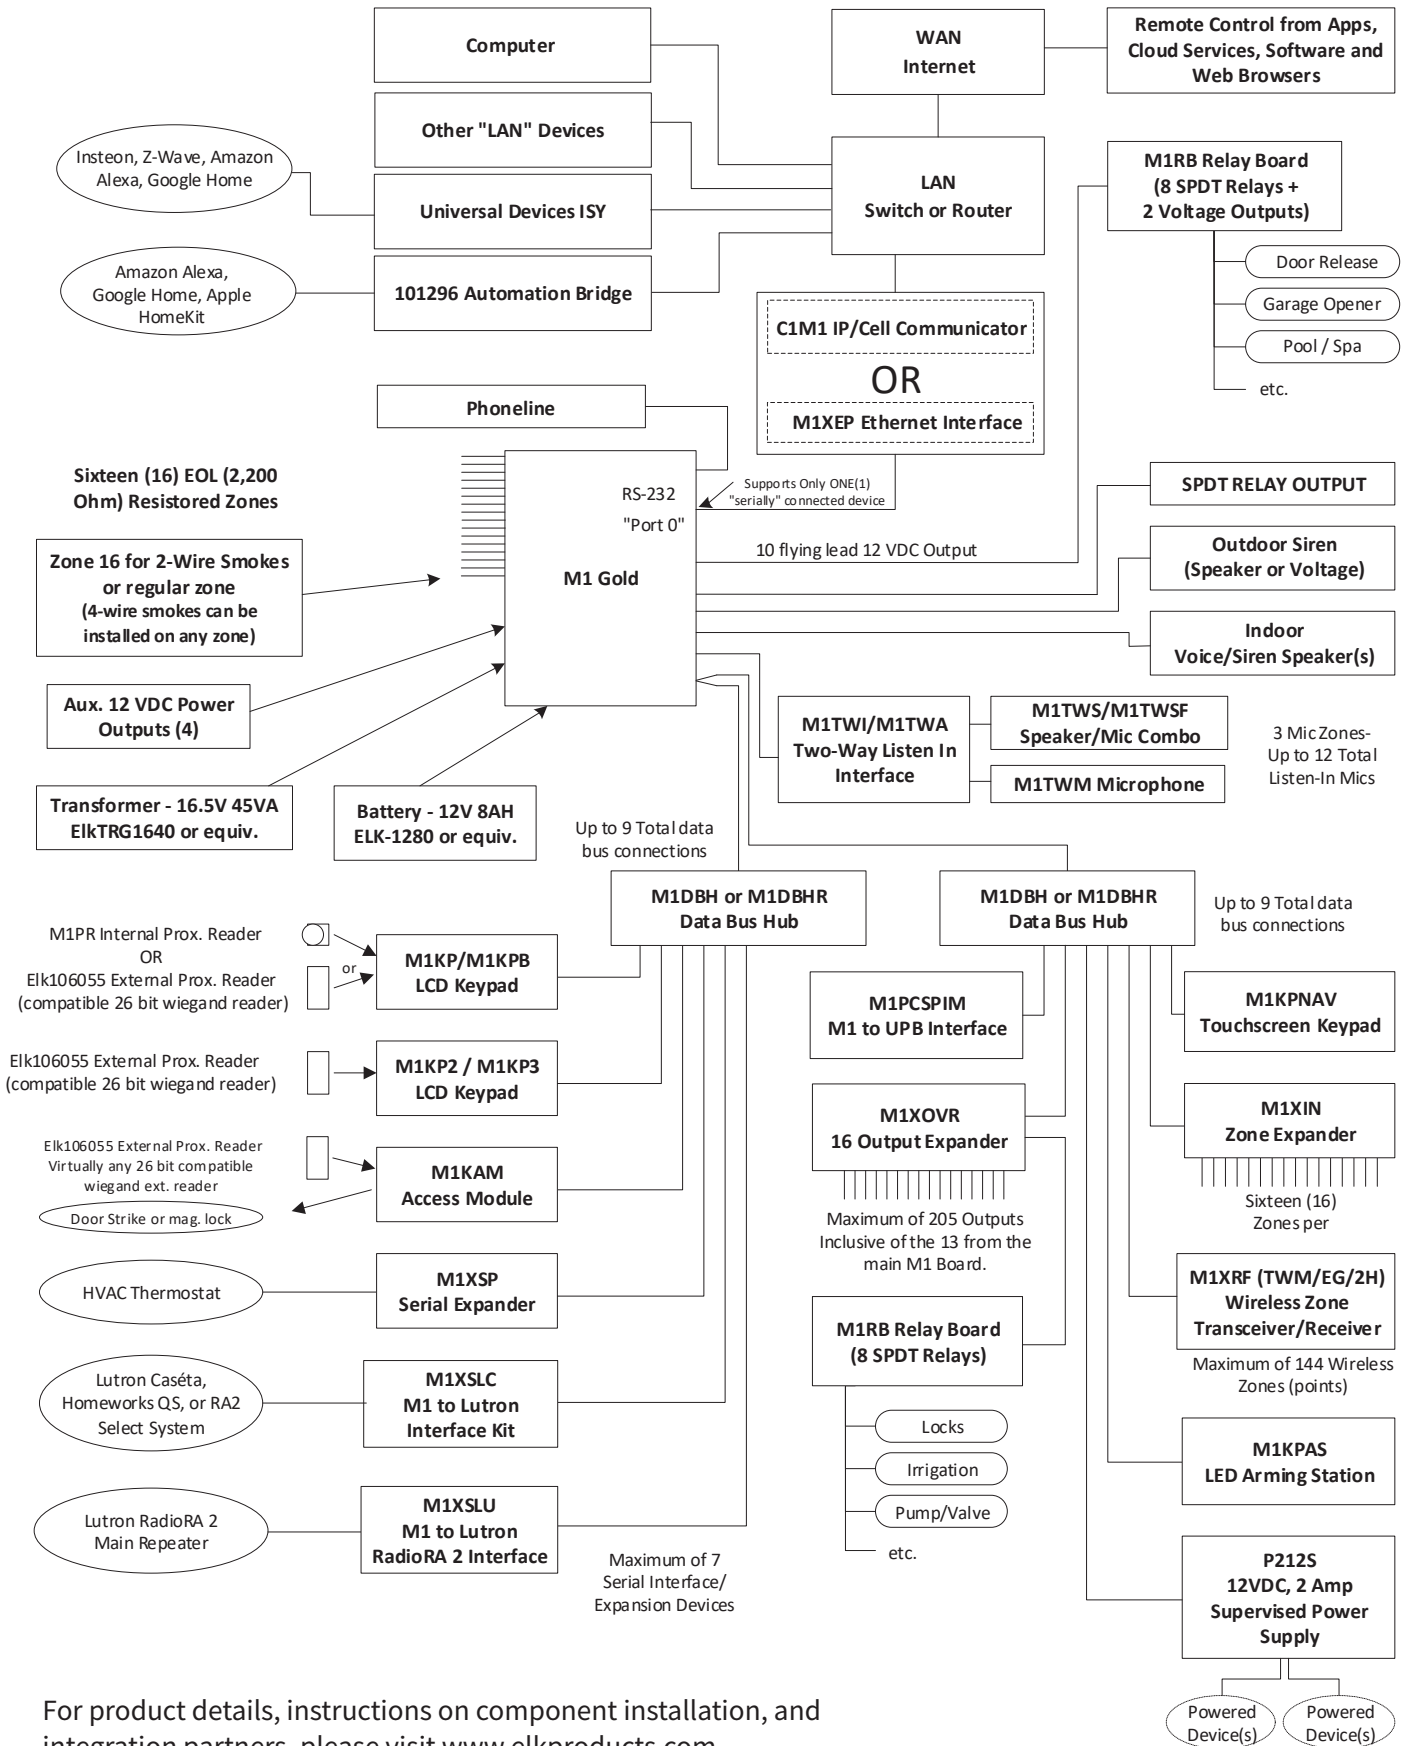 Computer
WAN
Internet
Remote Control from Apps,
Cloud Services, Software and
Web Browsers
Other "LAN" Devices
Insteon, Z-Wave, Amazon
Alexa, Google Home
Universal Devices ISY
LAN
Switch or Router
M1RB Relay Board
(8 SPDT Relays +
2 Voltage Outputs)
Door Release
Garage Opener
Pool / Spa
etc.
Amazon Alexa,
Google Home, Apple
HomeKit
101296 Automation Bridge
C1M1 IP/Cell Communicator
OR
M1XEP Ethernet Interface
Phoneline
Sixteen (16) EOL (2,200
Ohm) Resistored Zones
RS-232
"Port 0"
Supports Only ONE(1)
"serially" connected device
SPDT RELAY OUTPUT
Zone 16 for 2-Wire Smokes
or regular zone
(4-wire smokes can be
installed on any zone)
M1 Gold
10 flying lead 12 VDC Output
Outdoor Siren
(Speaker or Voltage)
Indoor
Voice/Siren Speaker(s)
Aux. 12 VDC Power
Outputs (4)
M1TWI/M1TWA
Two-Way Listen In
Interface
M1TWS/M1TWSF
Speaker/Mic Combo
M1TWM Microphone
3 Mic Zones-
Up to 12 Total
Listen-In Mics
Transformer - 16.5V 45VA
ElkTRG1640 or equiv.
Battery - 12V 8AH
ELK-1280 or equiv.
Up to 9 Total data
bus connections
M1DBH or M1DBHR
Data Bus Hub
M1DBH or M1DBHR
Data Bus Hub
Up to 9 Total data
bus connections
M1PR Internal Prox. Reader
OR
Elk106055 External Prox. Reader
(compatible 26 bit wiegand reader)
or
M1KP/M1KPB
LCD Keypad
M1PCSPIM
M1 to UPB Interface
M1KPNAV
Touchscreen Keypad
Elk106055 External Prox. Reader
(compatible 26 bit wiegand reader)
M1KP2 / M1KP3
LCD Keypad
M1XOVR
16 Output Expander
M1XIN
Zone Expander
Elk106055 External Prox. Reader
Virtually any 26 bit compatible
wiegand ext. reader
Door Strike or mag. lock
M1KAM
Access Module
Maximum of 205 Outputs
Inclusive of the 13 from the
main M1 Board.
Sixteen (16)
Zones per
HVAC Thermostat
M1XSP
Serial Expander
M1RB Relay Board
(8 SPDT Relays)
M1XRF (TWM/EG/2H)
Wireless Zone
Transceiver/Receiver
Maximum of 144 Wireless
Zones (points)
Lutron Caséta,
Homeworks QS, or RA2
Select System
M1XSLC
M1 to Lutron
Interface Kit
Locks
Irrigation
Pump/Valve
etc.
M1KPAS
LED Arming Station
Lutron RadioRA 2
Main Repeater
M1XSLU
M1 to Lutron
RadioRA 2 Interface
Maximum of 7
Serial Interface/
Expansion Devices
P212S
12VDC, 2 Amp
Supervised Power
Supply
Powered
Device(s)
Powered
Device(s)
For product details, instructions on component installation, and
integration partners, please visit www.elkproducts.com